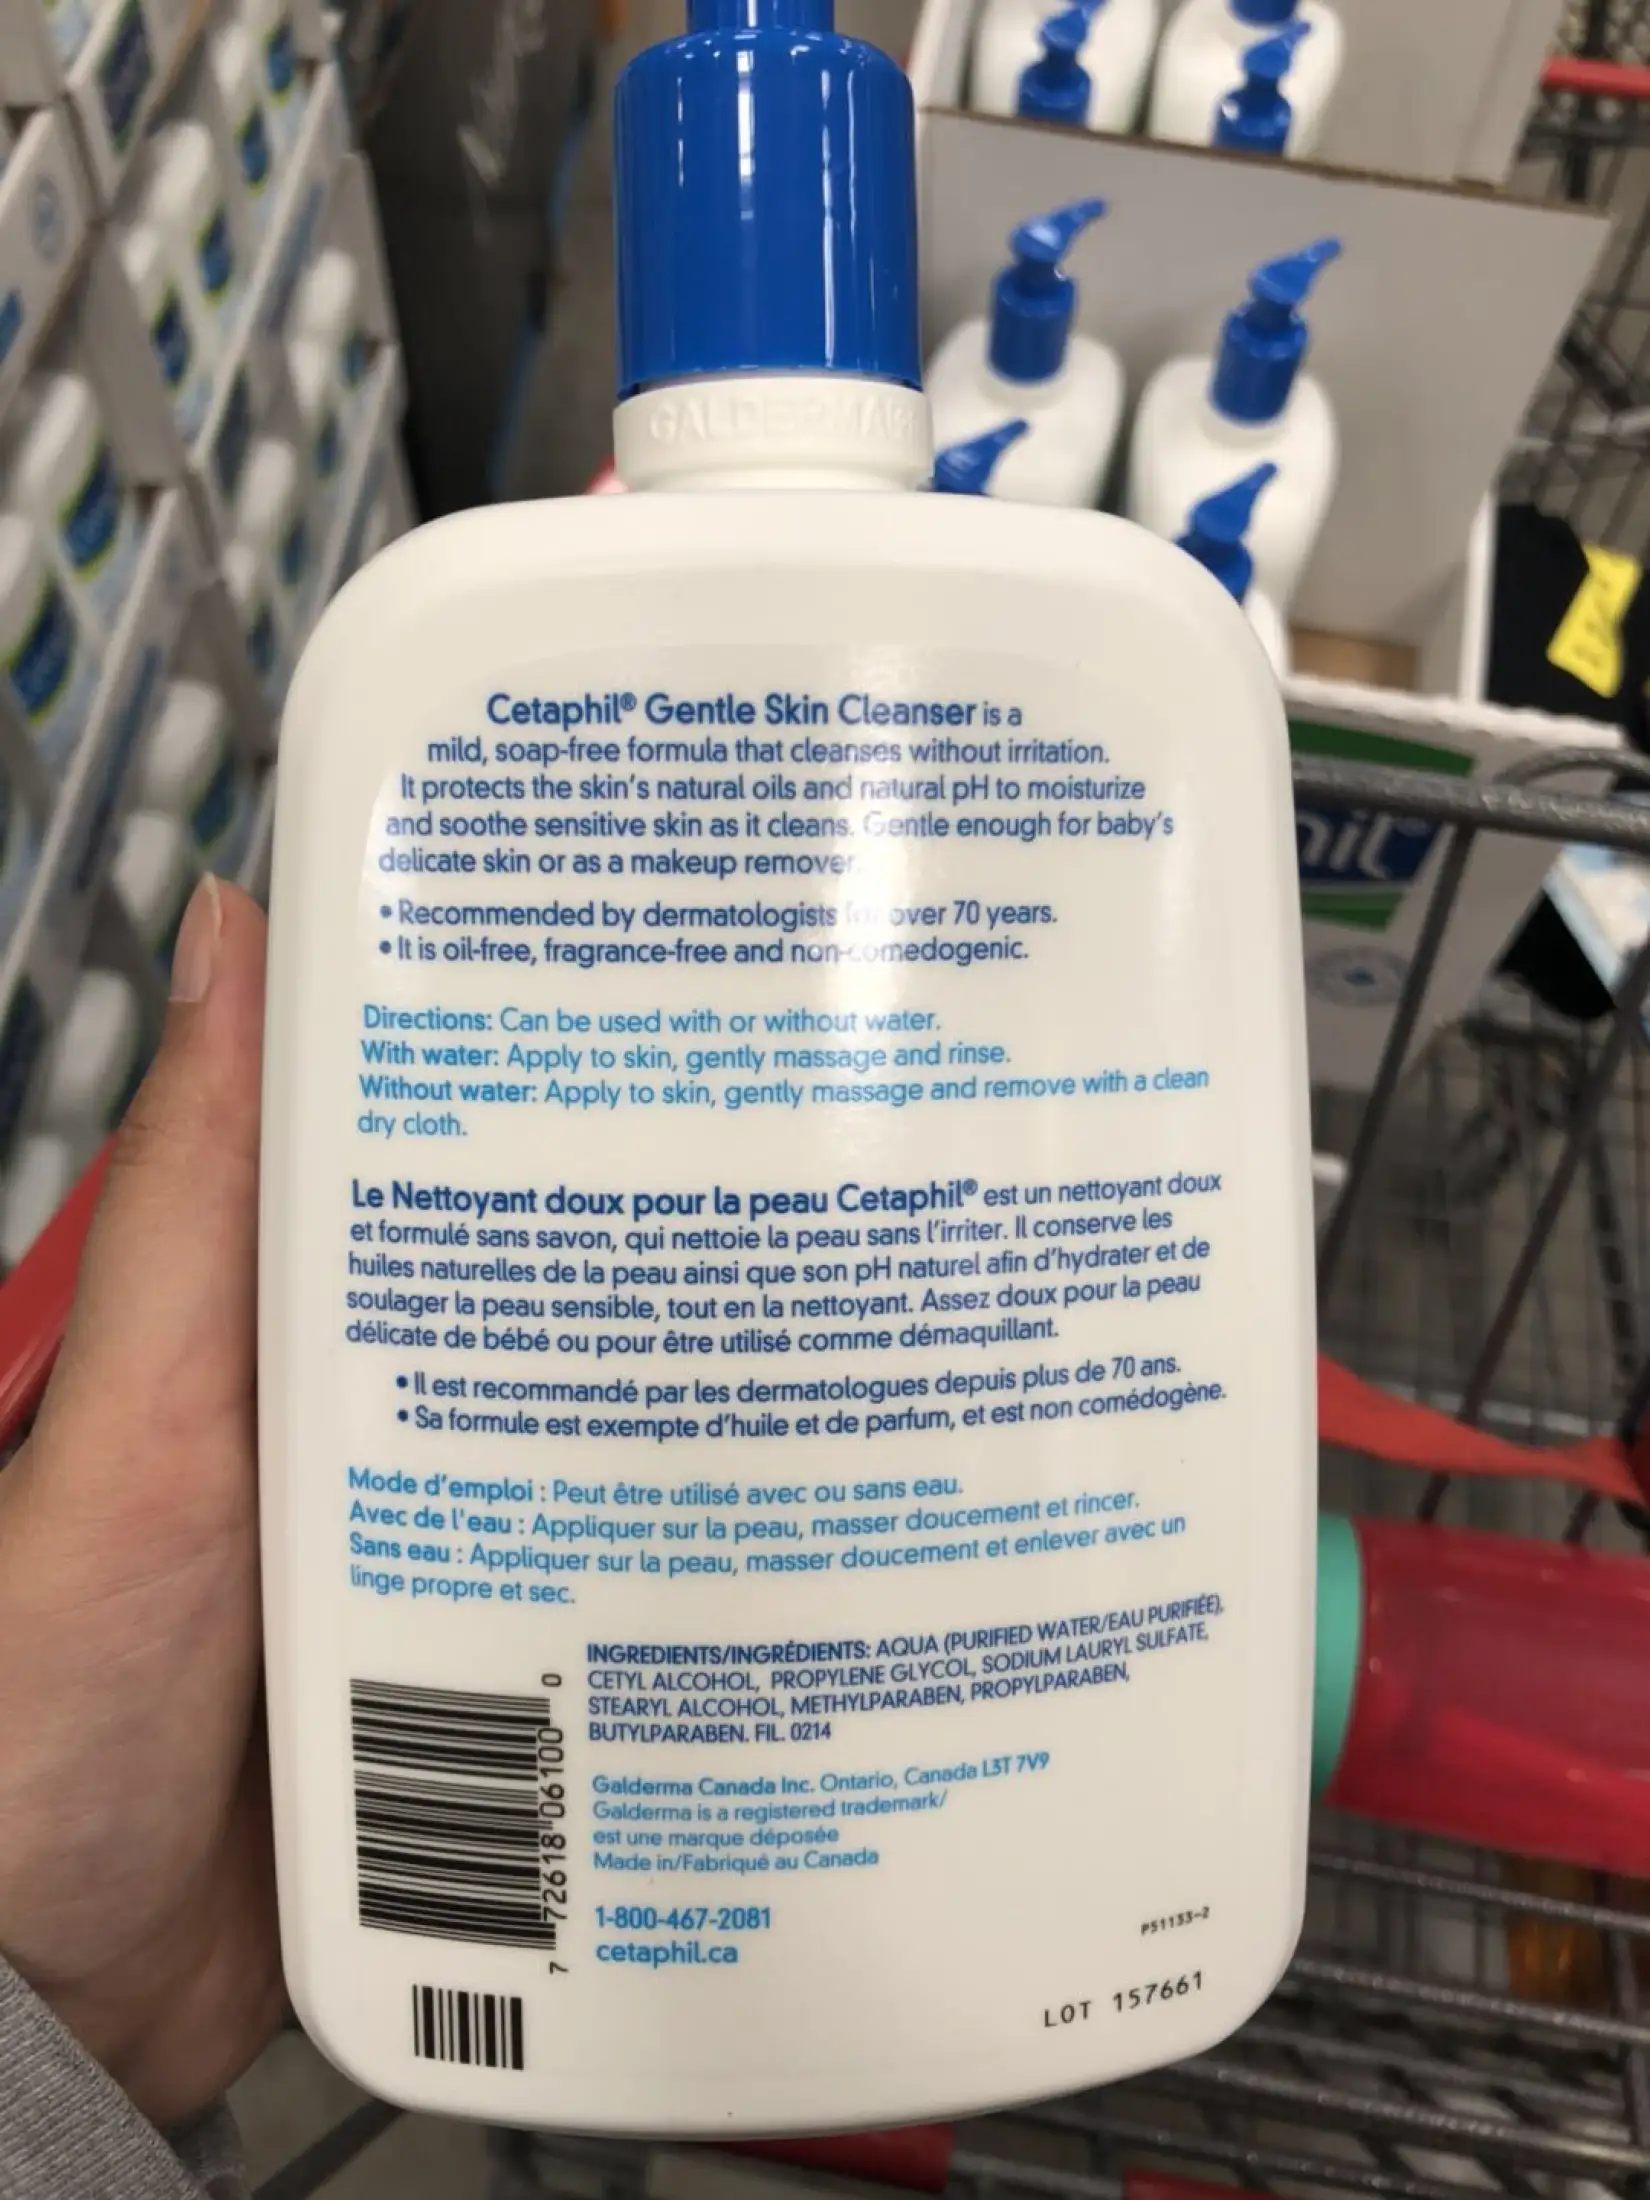 GALDERMA
Cetaphil® Gentle Skin Cleanser is a
mild, soap-free formula that cleanses without irritation.
It protects the skin's natural oils and natural pH to moisturize
and soothe sensitive skin as it cleans. Gentle enough for baby's
delicate skin or as a makeup remover.
• Recommended by dermatologists for over 70 years.
• It is oil-free, fragrance-free and non-comedogenic.
Directions: Can be used with or without water.
With water: Apply to skin, gently massage and rinse.
Without water: Apply to skin, gently massage and remove with a clean
dry cloth.
Le Nettoyant doux pour la peau Cetaphil® est un nettoyant doux
et formulé sans savon, qui nettoie la peau sans l'irriter. Il conserve les
huiles naturelles de la peau ainsi que son pH naturel afin d'hydrater et de
soulager la peau sensible, tout en la nettoyant. Assez doux pour la peau
délicate de bébé ou pour être utilisé comme démaquillant.
• Il est recommandé par les dermatologues depuis plus de 70 ans.
• Sa formule est exempte d'huile et de parfum, et est non comédogène.
Mode d'emploi : Peut être utilisé avec ou sans eau.
Avec de l'eau : Appliquer sur la peau, masser doucement et rincer.
Sans eau : Appliquer sur la peau, masser doucement et enlever avec un
linge propre et sec.
INGREDIENTS/INGRÉDIENTS: AQUA (PURIFIED WATER/EAU PURIFIÉE),
CETYL ALCOHOL, PROPYLENE GLYCOL, SODIUM LAURYL SULFATE,
STEARYL ALCOHOL, METHYLPARABEN, PROPYLPARABEN,
BUTYLPARABEN. FIL. 0214
7 72618 06100 0
Galderma Canada Inc. Ontario, Canada L3T 7V9
Galderma is a registered trademark/
est une marque déposée
Made in/Fabriqué au Canada
1-800-467-2081
cetaphil.ca
P51133-2
LOT 157661